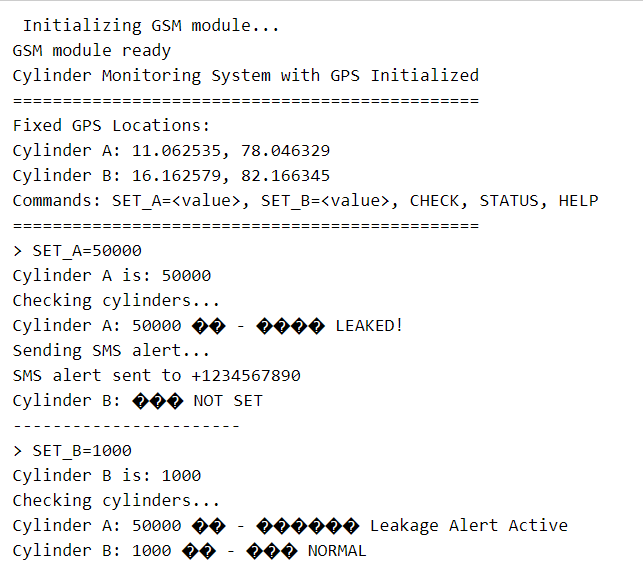 Initializing GSM module...
GSM module ready
Cylinder Monitoring System with GPS Initialized
===============================================
Fixed GPS Locations:
Cylinder A: 11.062535, 78.046329
Cylinder B: 16.162579, 82.166345
Commands: SET_A=<value>, SET_B=<value>, CHECK, STATUS, HELP
===============================================
> SET_A=50000
Cylinder A is: 50000
Checking cylinders...
Cylinder A: 50000 �� - ���� LEAKED!
Sending SMS alert...
SMS alert sent to +1234567890
Cylinder B: ��� NOT SET
-----------------------
> SET_B=1000
Cylinder B is: 1000
Checking cylinders...
Cylinder A: 50000 �� - ������ Leakage Alert Active
Cylinder B: 1000 �� - ��� NORMAL